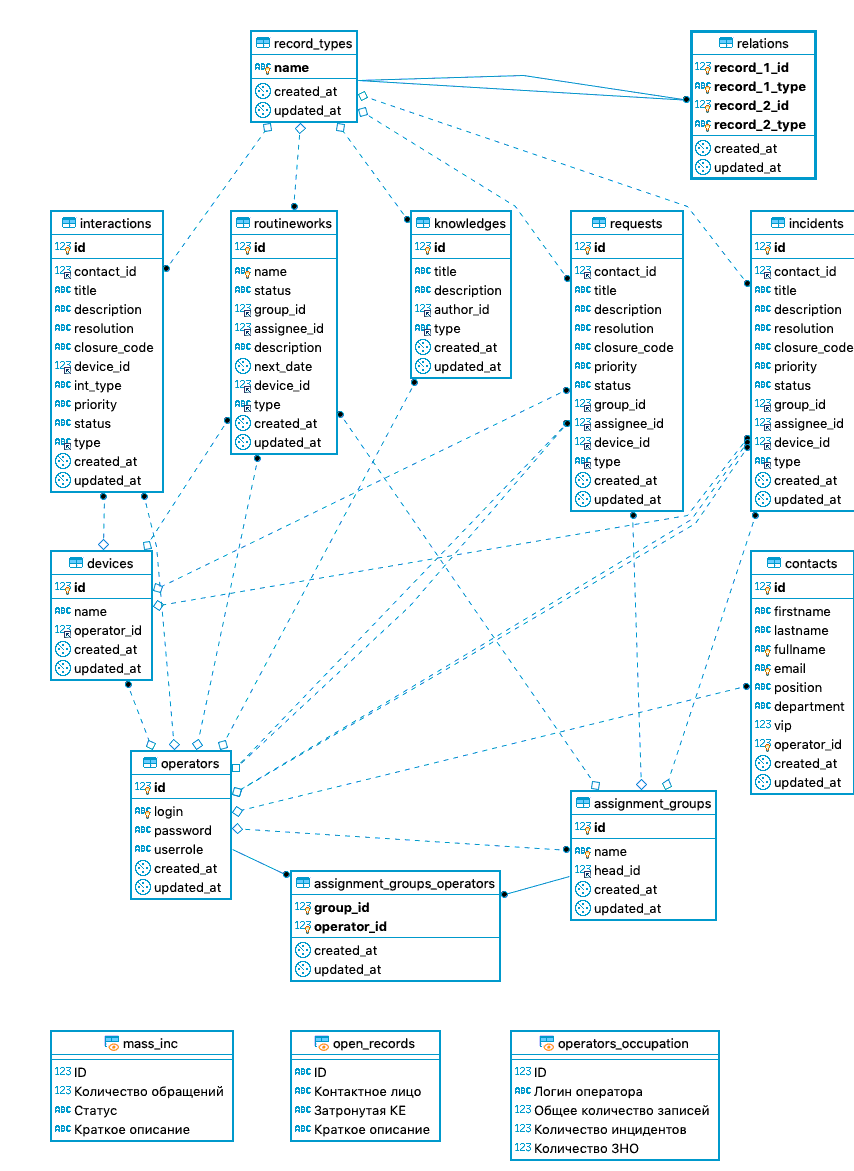 record_types
name
created_at
updated_at
relations
record_1_id
record_1_type
record_2_id
record_2_type
created_at
updated_at
interactions
id
contact_id
title
description
resolution
closure_code
device_id
int_type
priority
status
type
created_at
updated_at
routineworks
id
name
status
group_id
assignee_id
description
next_date
device_id
type
created_at
updated_at
knowledges
id
title
description
author_id
type
created_at
updated_at
requests
id
contact_id
title
description
resolution
closure_code
priority
status
group_id
assignee_id
device_id
type
created_at
updated_at
incidents
id
contact_id
title
description
resolution
closure_code
priority
status
group_id
assignee_id
device_id
type
created_at
updated_at
devices
id
name
operator_id
created_at
updated_at
contacts
id
firstname
lastname
fullname
email
position
department
vip
operator_id
created_at
updated_at
operators
id
login
password
userrole
created_at
updated_at
assignment_groups
id
name
head_id
created_at
updated_at
assignment_groups_operators
group_id
operator_id
created_at
updated_at
mass_inc
ID
Количество обращений
Статус
Краткое описание
open_records
ID
Контактное лицо
Затронутая КЕ
Краткое описание
operators_occupation
ID
Логин оператора
Общее количество записей
Количество инцидентов
Количество ЗНО